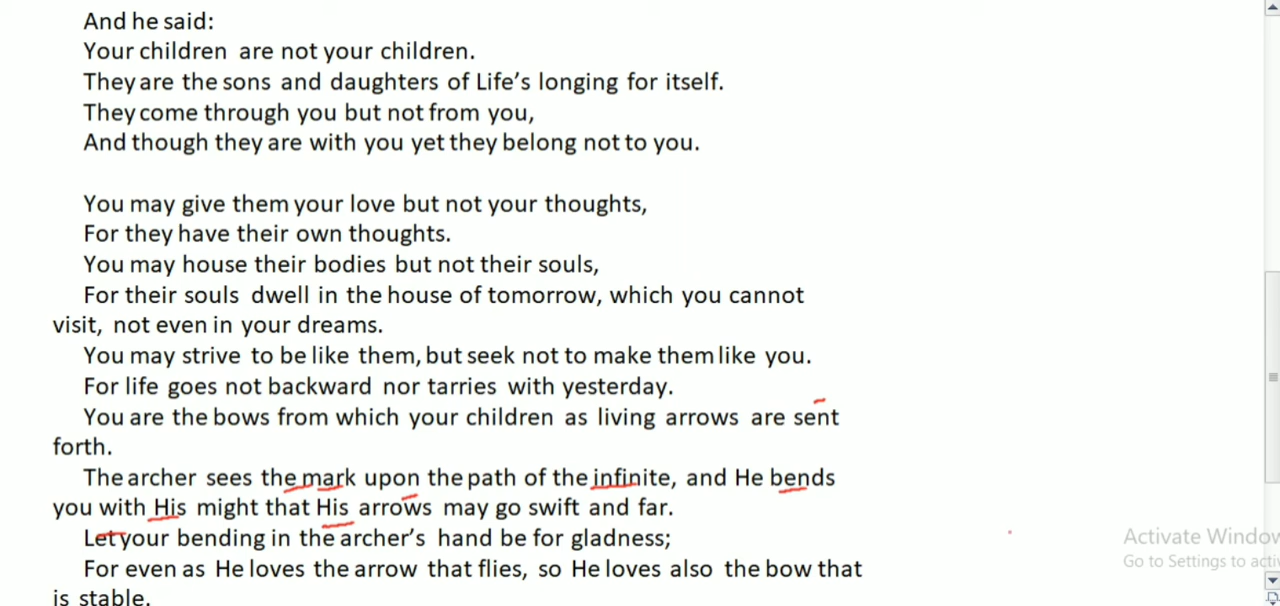 And he said:
Your children are not your children.
They are the sons and daughters of Life's longing for itself.
They come through you but not from you,
And though they are with you yet they belong not to you.
You may give them your love but not your thoughts,
For they have their own thoughts.
You may house their bodies but not their souls,
For their souls dwell in the house of tomorrow, which you cannot
visit, not even in your dreams.
You may strive to be like them, but seek not to make them like you.
For life goes not backward nor tarries with yesterday.
You are the bows from which your children as living arrows are sent
forth.
The archer sees the mark upon the path of the infinite, and He bends
you with His might that His arrows may go swift and far.
Let your bending in the archer's hand be for gladness;
For even as He loves the arrow that flies, so He loves also the bow that
is stable.
Activate Window
Go to Settings to acti